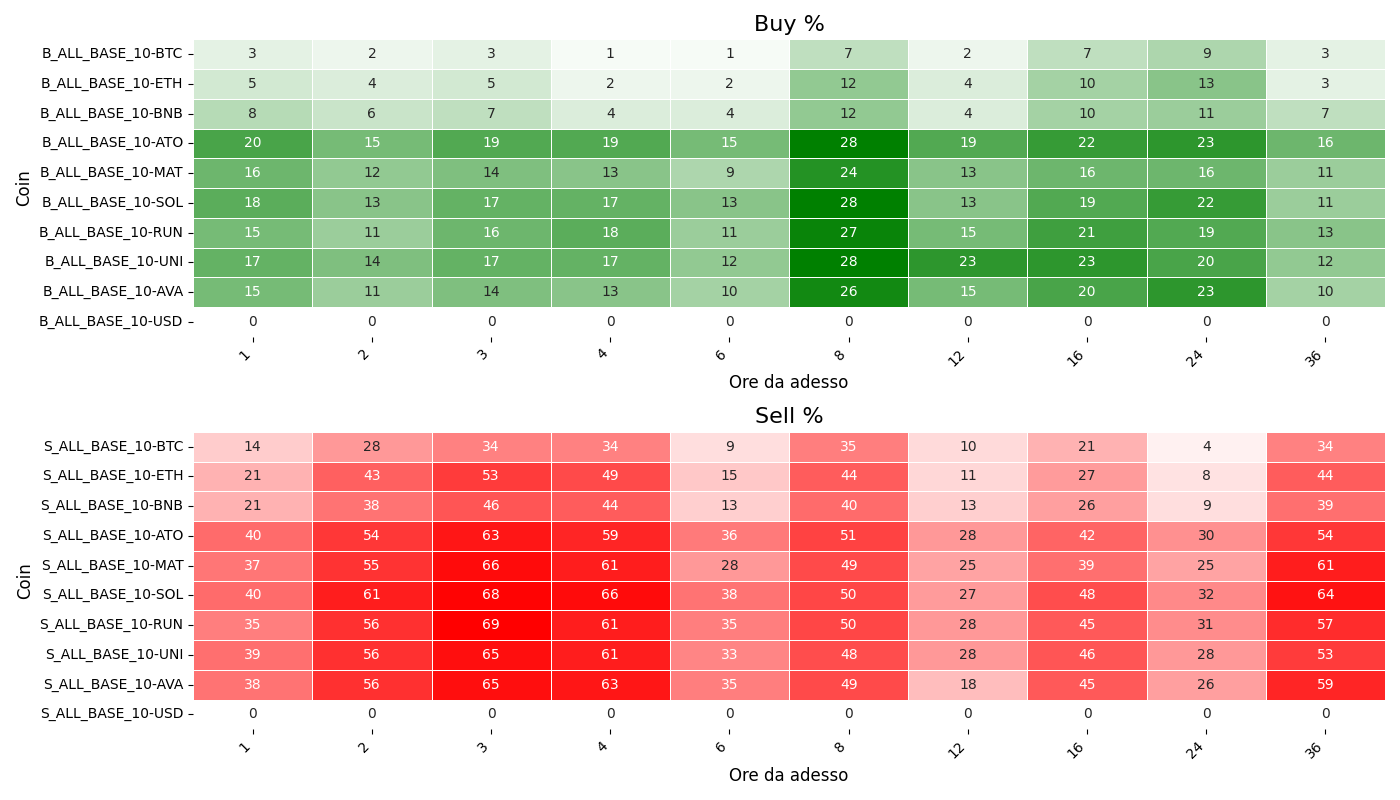 Buy %
Coin
B_ALL_BASE_10-BTC 3 2 3 1 1 7 2 7 9 3
B_ALL_BASE_10-ETH 5 4 5 2 2 12 4 10 13 3
B_ALL_BASE_10-BNB 8 6 7 4 4 12 4 10 11 7
B_ALL_BASE_10-ATO 20 15 19 19 15 28 19 22 23 16
B_ALL_BASE_10-MAT 16 12 14 13 9 24 13 16 16 11
B_ALL_BASE_10-SOL 18 13 17 17 13 28 13 19 22 11
B_ALL_BASE_10-RUN 15 11 16 18 11 27 15 21 19 13
B_ALL_BASE_10-UNI 17 14 17 17 12 28 23 23 20 12
B_ALL_BASE_10-AVA 15 11 14 13 10 26 15 20 23 10
B_ALL_BASE_10-USD 0 0 0 0 0 0 0 0 0 0
1 2 3 4 6 8 12 16 24 36
Ore da adesso
Sell %
Coin
S_ALL_BASE_10-BTC 14 28 34 34 9 35 10 21 4 34
S_ALL_BASE_10-ETH 21 43 53 49 15 44 11 27 8 44
S_ALL_BASE_10-BNB 21 38 46 44 13 40 13 26 9 39
S_ALL_BASE_10-ATO 40 54 63 59 36 51 28 42 30 54
S_ALL_BASE_10-MAT 37 55 66 61 28 49 25 39 25 61
S_ALL_BASE_10-SOL 40 61 68 66 38 50 27 48 32 64
S_ALL_BASE_10-RUN 35 56 69 61 35 50 28 45 31 57
S_ALL_BASE_10-UNI 39 56 65 61 33 48 28 46 28 53
S_ALL_BASE_10-AVA 38 56 65 63 35 49 18 45 26 59
S_ALL_BASE_10-USD 0 0 0 0 0 0 0 0 0 0
1 2 3 4 6 8 12 16 24 36
Ore da adesso